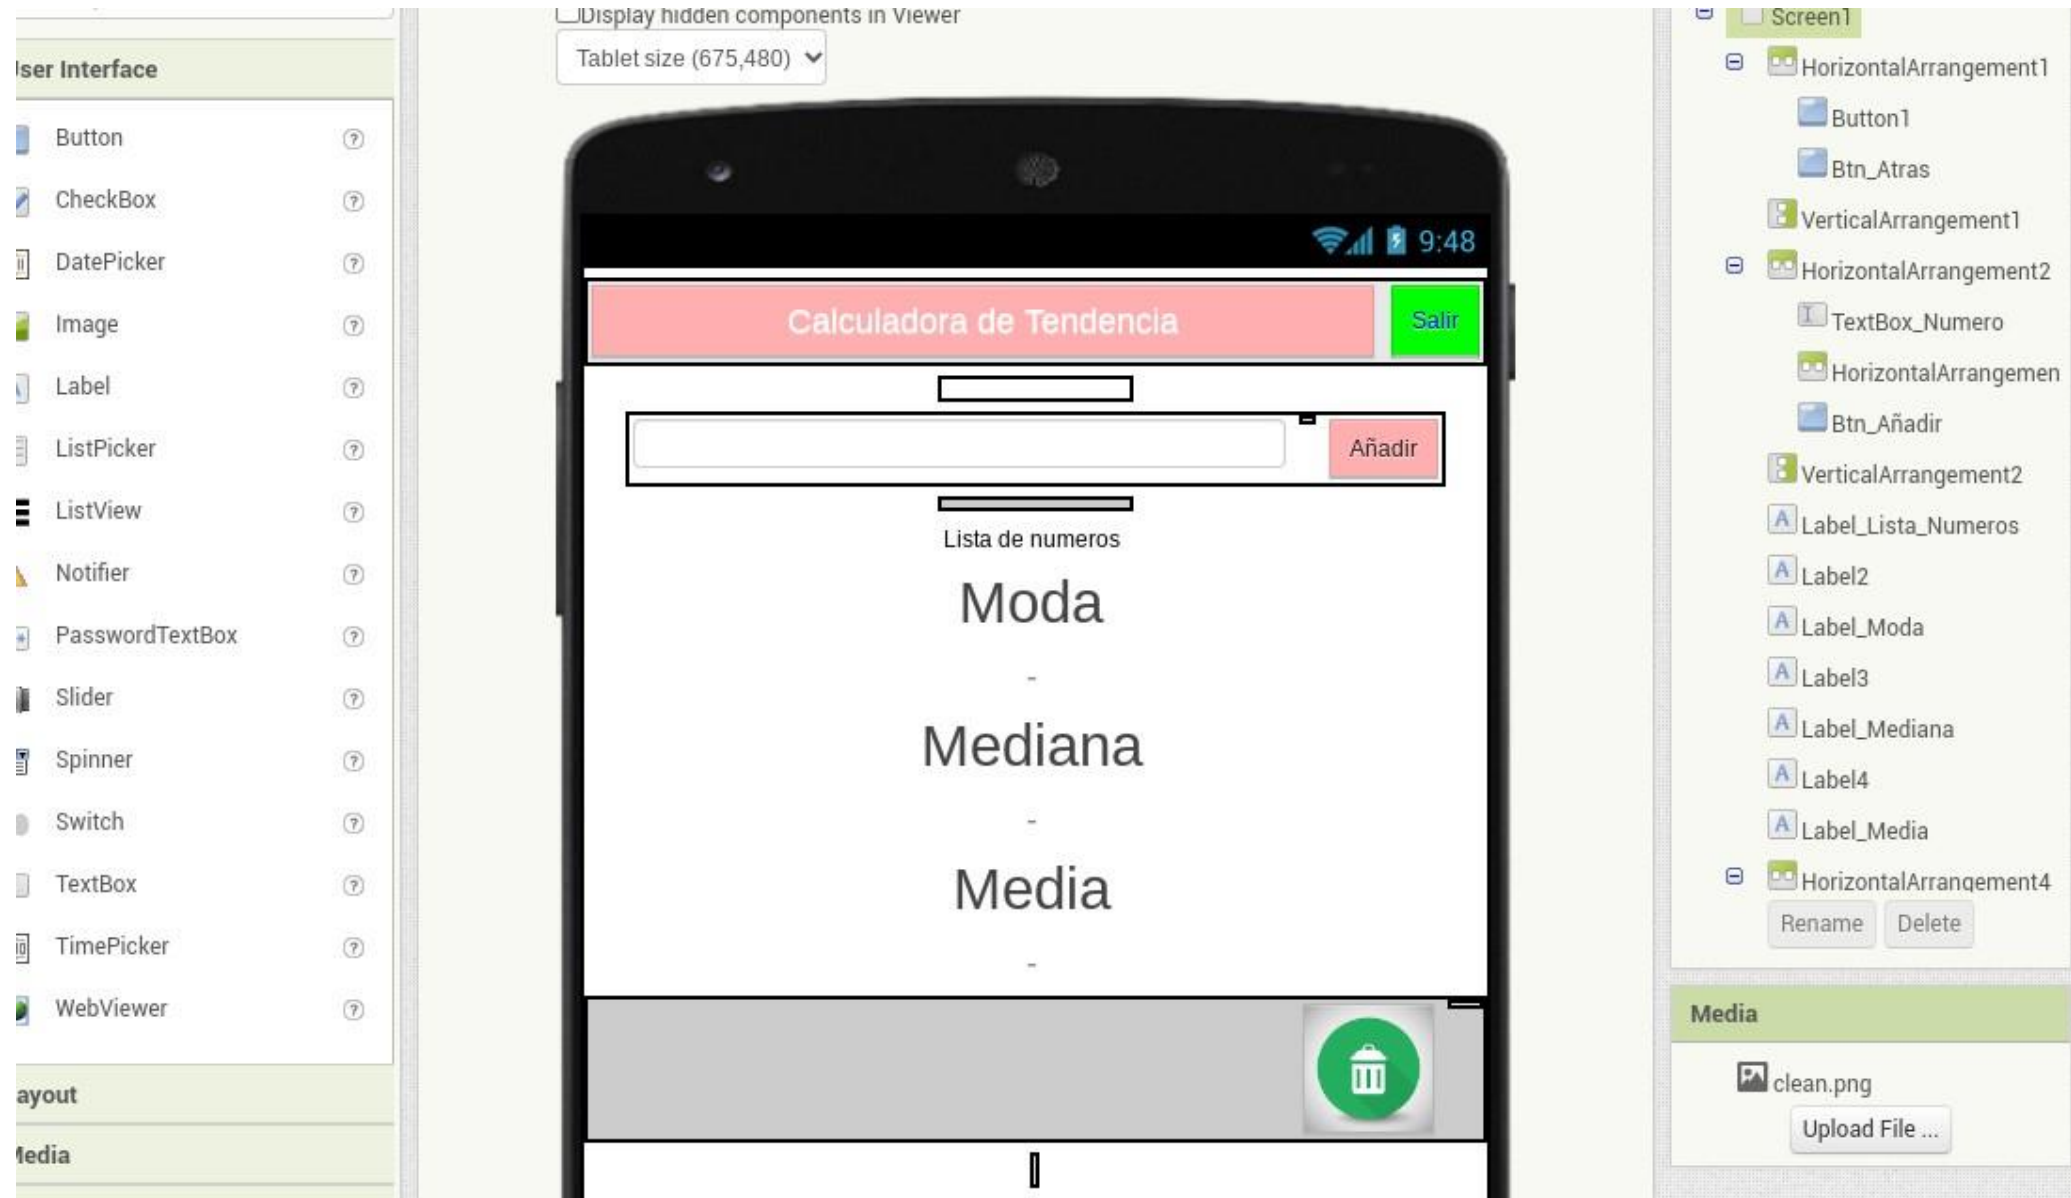 Display hidden components in Viewer
Tablet size (675,480)
User Interface
Button
CheckBox
DatePicker
Image
Label
ListPicker
ListView
Notifier
PasswordTextBox
Slider
Spinner
Switch
TextBox
TimePicker
WebViewer
ayout
Media
9:48
Calculadora de Tendencia
Salir
Añadir
Lista de numeros
Moda
-
Mediana
-
Media
-
Screen1
HorizontalArrangement1
Button1
Btn_Atras
VerticalArrangement1
HorizontalArrangement2
TextBox_Numero
HorizontalArrangemen
Btn_Añadir
VerticalArrangement2
Label_Lista_Numeros
Label2
Label_Moda
Label3
Label_Mediana
Label4
Label_Media
HorizontalArrangement4
Rename Delete
Media
clean.png
Upload File ...